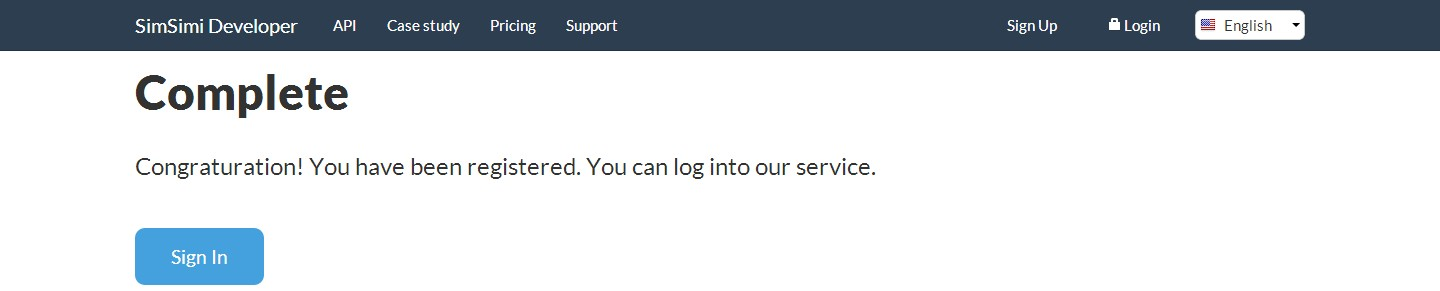 SimSimi Developer API Case study Pricing Support Sign Up Login English
Complete
Congraturation! You have been registered. You can log into our service.
Sign In